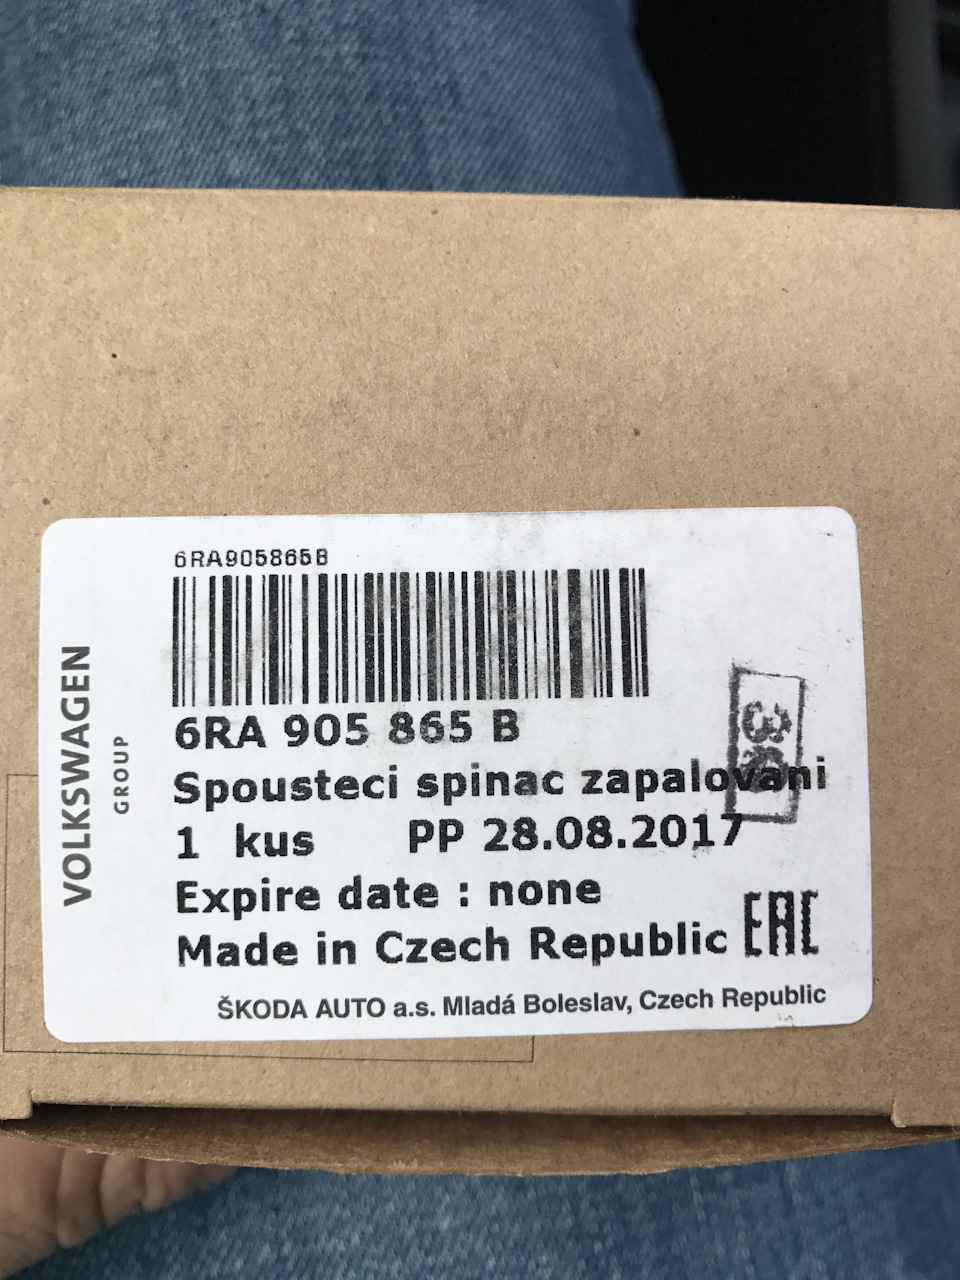 6RA905865B
6RA 905 865 B
Spousteci spinac zapalovani
1 kus PP 28.08.2017
Expire date : none
Made in Czech Republic EAC
ŠKODA AUTO a.s. Mladá Boleslav, Czech Republic
VOLKSWAGEN
GROUP